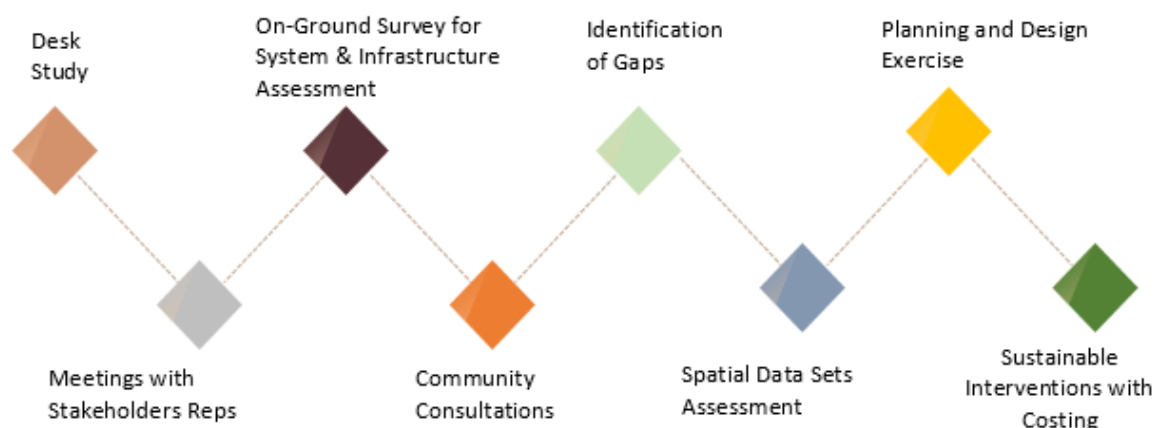 Desk
Study
On-Ground Survey for
System & Infrastructure
Assessment
Identification
of Gaps
Planning and Design
Exercise
Meetings with
Stakeholders Reps
Community
Consultations
Spatial Data Sets
Assessment
Sustainable
Interventions with
Costing